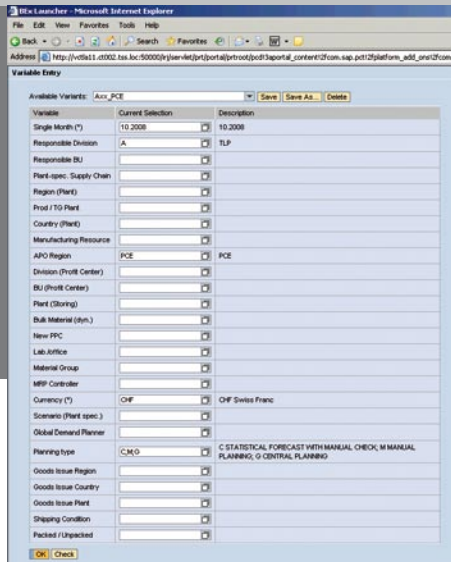 BEx Launcher - Microsoft Internet Explorer
File Edit View Favorites Tools Help
Back Search Favorites
Address
Variable Entry
Available Variants: Axx_PCE Save Save As... Delete
Variable Current Selection Description
Single Month (*) 10.2008 10.2008
Responsible Division A TLP
Responsible BU
Plant-spec. Supply Chain
Region (Plant)
Prod / TG Plant
Country (Plant)
Manufacturing Resource
APO Region PCE PCE
Division (Profit Center)
BU (Profit Center)
Plant (Storing)
Bulk Material (dyn.)
New PPC
Lab./office
Material Group
MRP Controller
Currency (*) CHF CHF Swiss Franc
Scenario (Plant spec.)
Global Demand Planner
Planning type C;M;G C STATISTICAL FORECAST WITH MANUAL CHECK; M MANUAL
PLANNING; G CENTRAL PLANNING
Goods Issue Region
Goods Issue Country
Goods Issue Plant
Shipping Condition
Packed / Unpacked
OK Check